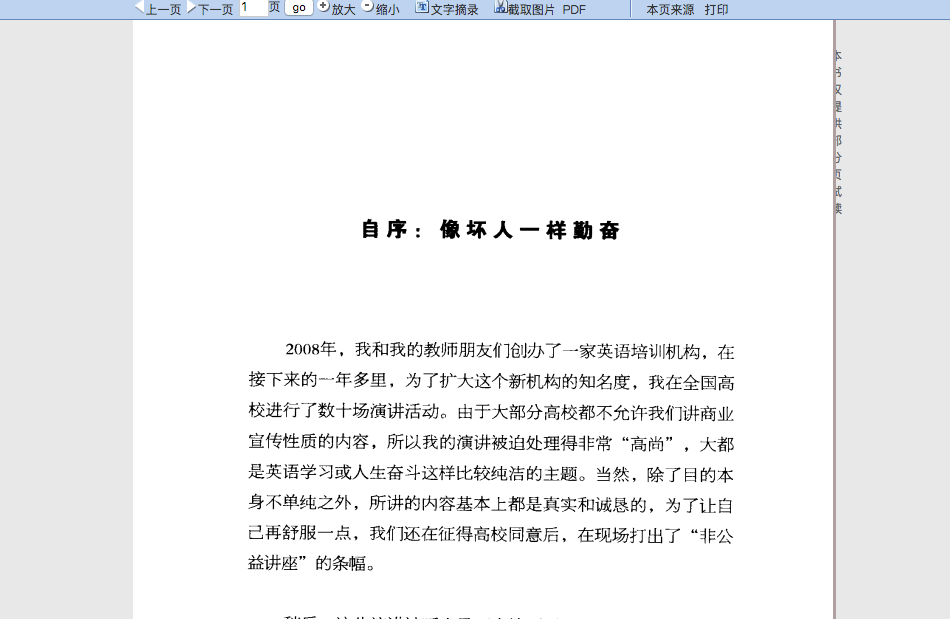 上一页 下一页 1 页 go 放大 缩小 文字摘录 截取图片 PDF 本页来源 打印
本书仅提供部分页试读
自序：像坏人一样勤奋
2008年，我和我的教师朋友们创办了一家英语培训机构，在
接下来的一年多里，为了扩大这个新机构的知名度，我在全国高
校进行了数十场演讲活动。由于大部分高校都不允许我们讲商业
宣传性质的内容，所以我的演讲被迫处理得非常“高尚”，大都
是英语学习或人生奋斗这样比较纯洁的主题。当然，除了目的本
身不单纯之外，所讲的内容基本上都是真实和诚恳的，为了让自
己再舒服一点，我们还在征得高校同意后，在现场打出了“非公
益讲座”的条幅。